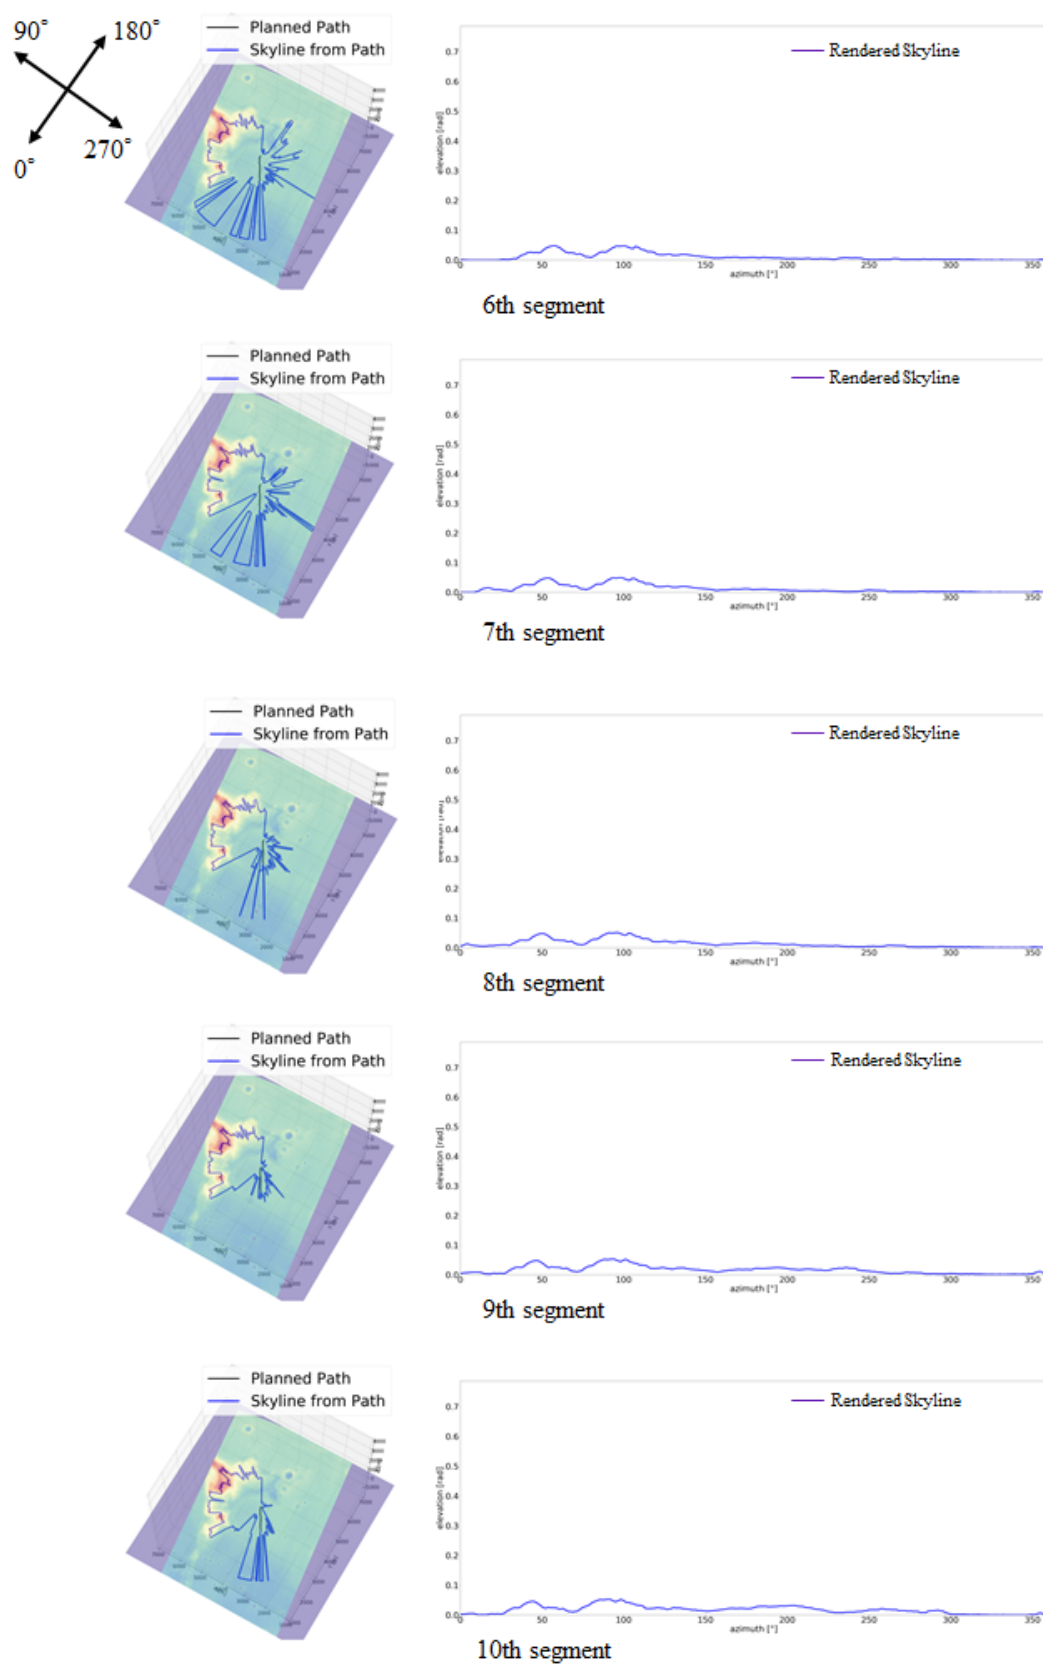 90°
180°
0°
270°
Planned Path
Skyline from Path
Rendered Skyline
elevation [rad]
0.7
0.6
0.5
0.4
0.3
0.2
0.1
0.0
0 50 100 150 200 250 300 350
azimuth [°]
6th segment
Planned Path
Skyline from Path
Rendered Skyline
elevation [rad]
0.7
0.6
0.5
0.4
0.3
0.2
0.1
0.0
0 50 100 150 200 250 300 350
azimuth [°]
7th segment
Planned Path
Skyline from Path
Rendered Skyline
0.7
0.6
0.5
0.4
0.3
0.2
0.1
0.0
0 50 100 150 200 250 300 350
azimuth [°]
8th segment
Planned Path
Skyline from Path
Rendered Skyline
elevation [rad]
0.7
0.6
0.5
0.4
0.3
0.2
0.1
0.0
0 50 100 150 200 250 300 350
azimuth [°]
9th segment
Planned Path
Skyline from Path
Rendered Skyline
elevation [rad]
0.7
0.6
0.5
0.4
0.3
0.2
0.1
0.0
0 50 100 150 200 250 300 350
azimuth [°]
10th segment